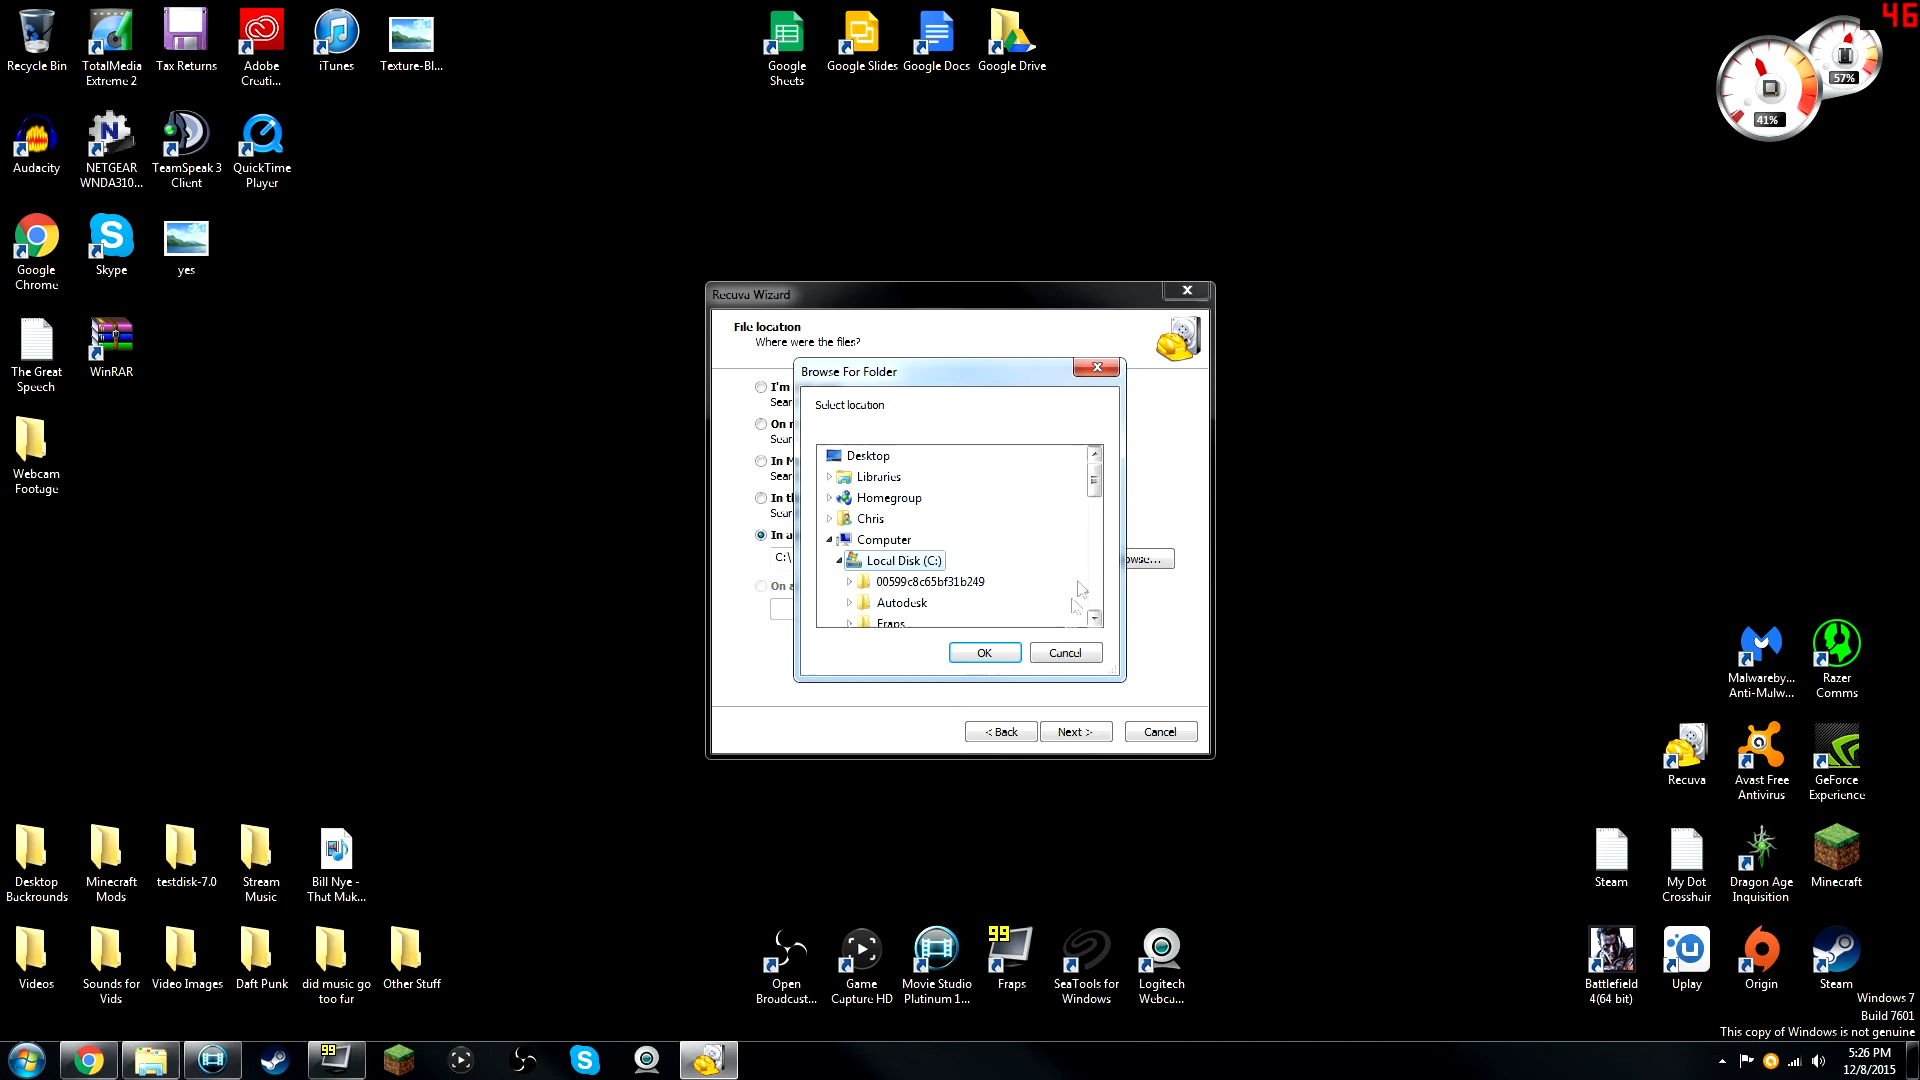 46
57%
41%
Recycle Bin
TotalMedia
Extreme 2
Tax Returns
Adobe
Creati...
iTunes
Texture-Bl...
Google
Sheets
Google Slides
Google Docs
Google Drive
Audacity
NETGEAR
WNDA310...
TeamSpeak 3
Client
QuickTime
Player
Google
Chrome
Skype
yes
The Great
Speech
WinRAR
Webcam
Footage
Recuva Wizard
File location
Where were the files?
I'm
Sear
On
Sear
In M
Sear
In th
Sear
In a
C:\
On a
Browse For Folder
Select location
Desktop
Libraries
Homegroup
Chris
Computer
Local Disk (C:)
00599c8c65bf31b249
Autodesk
Fraps
OK
Cancel
owse...
< Back
Next >
Cancel
Malwareby...
Anti-Malw...
Razer
Comms
Recuva
Avast Free
Antivirus
GeForce
Experience
Desktop
Backrounds
Minecraft
Mods
testdisk-7.0
Stream
Music
Bill Nye -
That Mak...
Steam
My Dot
Crosshair
Dragon Age
Inquisition
Minecraft
Videos
Sounds for
Vids
Video Images
Daft Punk
did music go
too far
Other Stuff
Open
Broadcast...
Game
Capture HD
Movie Studio
Platinum 1...
99
Fraps
SeaTools for
Windows
Logitech
Webca...
Battlefield
4(64 bit)
Uplay
Origin
Steam
Windows 7
Build 7601
This copy of Windows is not genuine
99
5:26 PM
12/8/2015